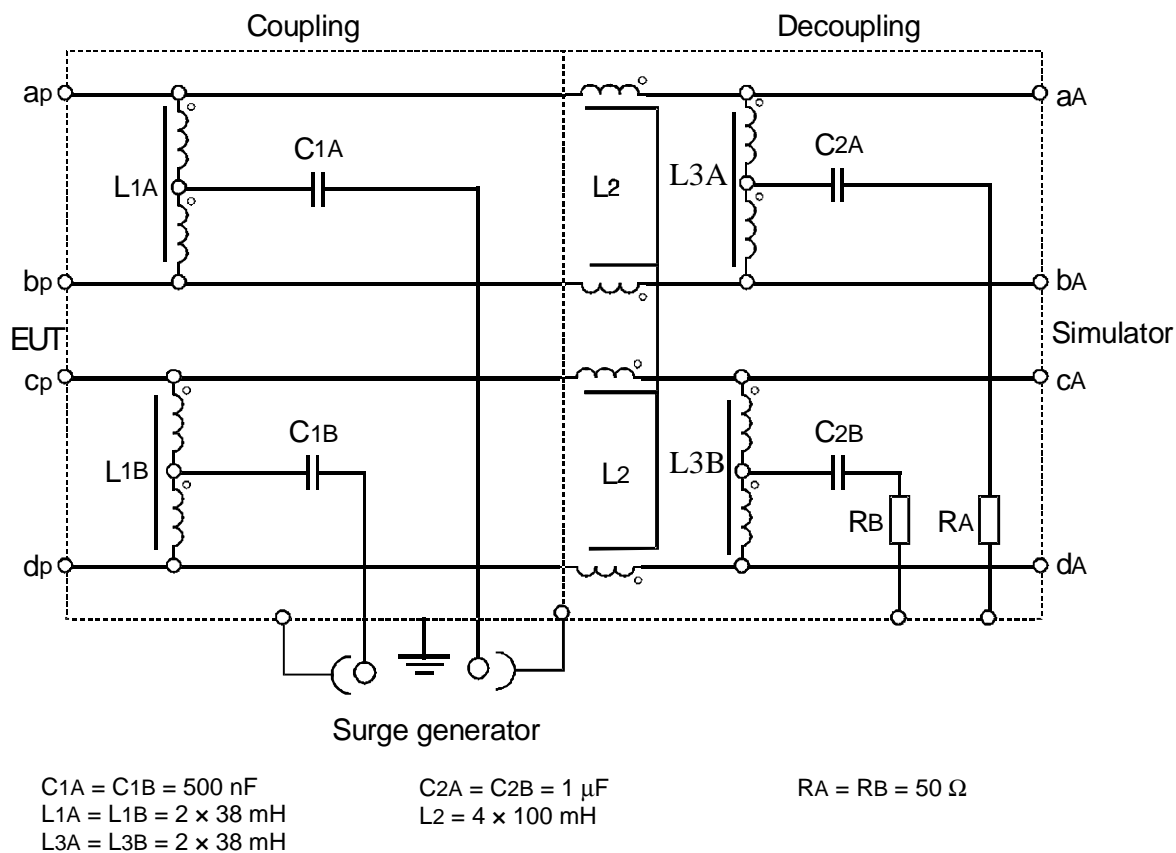 Coupling
Decoupling
aP
aA
C1A
C2A
L1A
L2
L3A
bP
bA
EUT
Simulator
cP
cA
C1B
C2B
L1B
L2
L3B
RB
RA
dP
dA
Surge generator
C1A = C1B = 500 nF
L1A = L1B = 2 × 38 mH
L3A = L3B = 2 × 38 mH
C2A = C2B = 1 μF
L2 = 4 × 100 mH
RA = RB = 50 Ω